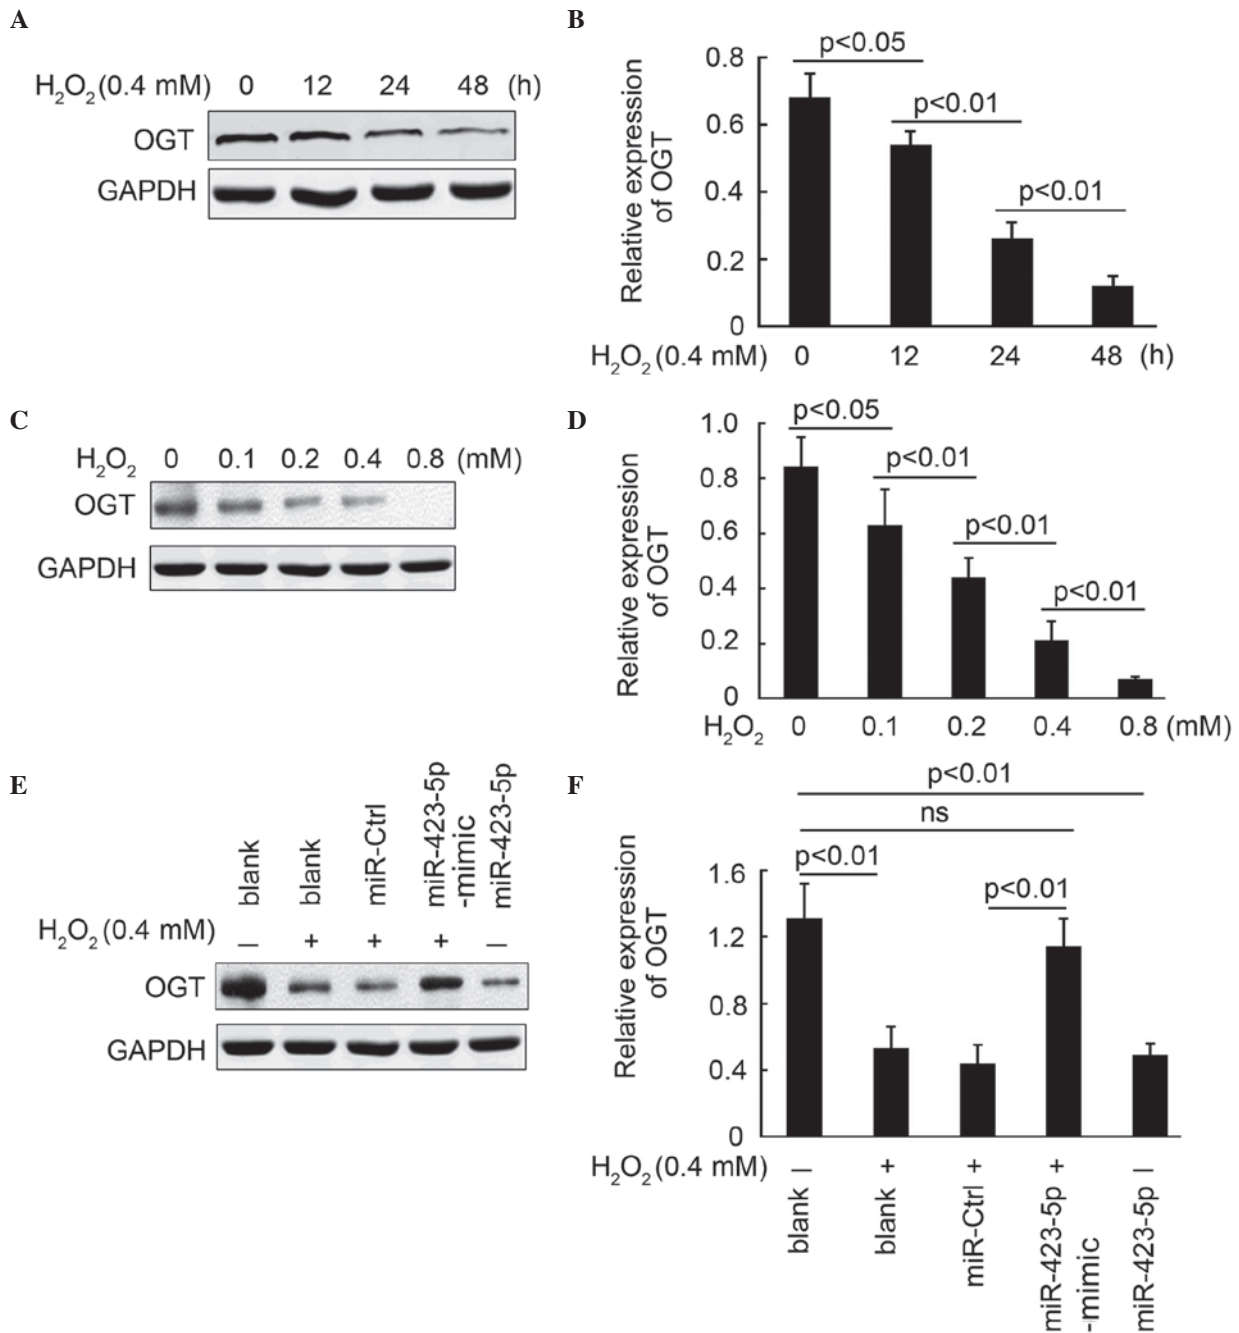 A
H₂O₂ (0.4 mM) 0 12 24 48 (h)
OGT
GAPDH
B
Relative expression
of OGT
0.8
0.6
0.4
0.2
0
p<0.05
p<0.01
p<0.01
H₂O₂ (0.4 mM) 0 12 24 48 (h)
C
H₂O₂ 0 0.1 0.2 0.4 0.8 (mM)
OGT
GAPDH
D
Relative expression
of OGT
1.0
0.8
0.6
0.4
0.2
0
p<0.05
p<0.01
p<0.01
p<0.01
H₂O₂ 0 0.1 0.2 0.4 0.8 (mM)
E
blank
blank
miR-Ctrl
miR-423-5p
-mimic
miR-423-5p
H₂O₂ (0.4 mM) – + + + –
OGT
GAPDH
F
p<0.01
ns
p<0.01
p<0.01
Relative expression
of OGT
1.6
1.2
0.8
0.4
0
H₂O₂ (0.4 mM) – + + + –
blank
blank
miR-Ctrl
miR-423-5p
-mimic
miR-423-5p